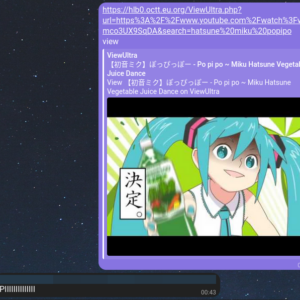 https://hlb0.octt.eu.org/ViewUltra.php?
url=https%3A%2F%2Fwww.youtube.com%2Fwatch%3Fv
mco3UX9SqDA&search=hatsune%20miku%20popipo
view
ViewUltra
【初音ミク】ぽっぴっぽー - Po pi po ~ Miku Hatsune Vegetab
Juice Dance
View 【初音ミク】ぽっぴっぽー - Po pi po ~ Miku Hatsune
Vegetable Juice Dance on ViewUltra
決定。
00:43